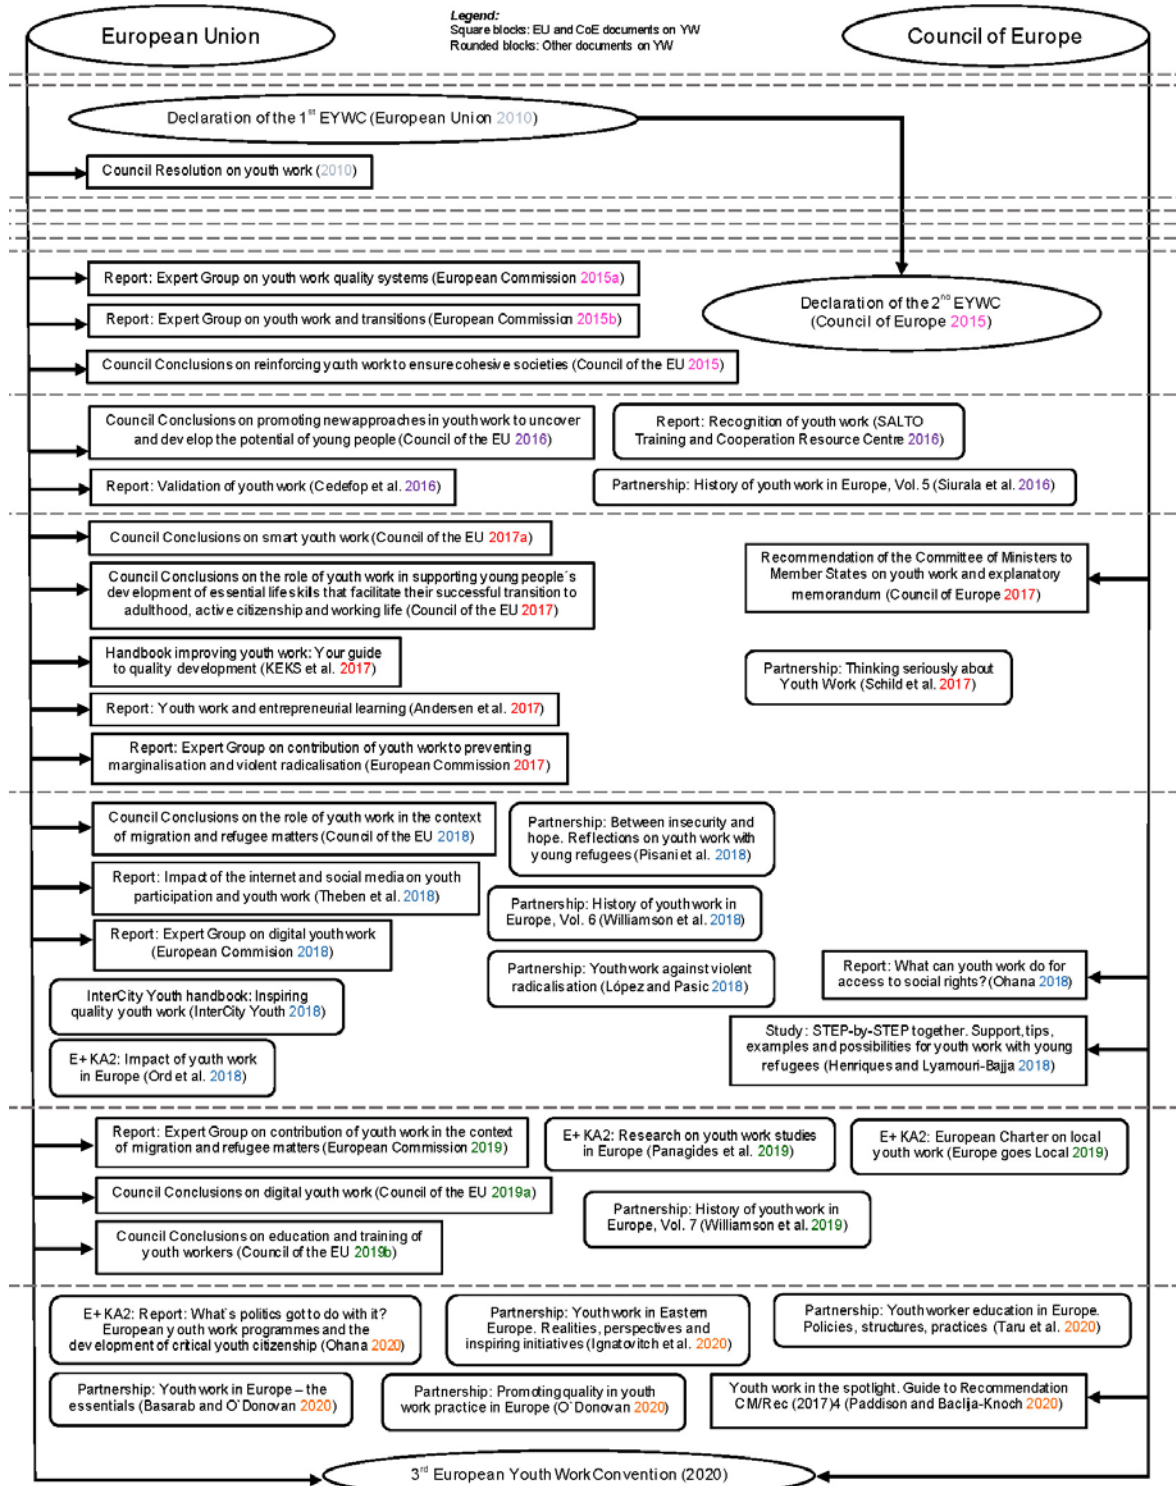 European Union
Legend:
Square blocks: EU and CoE documents on YW
Rounded blocks: Other documents on YW
Council of Europe
Declaration of the 1st EYWC (European Union 2010)
Council Resolution on youth work (2010)
Report: Expert Group on youth work quality systems (European Commission 2015a)
Declaration of the 2nd EYWC
(Council of Europe 2015)
Report: Expert Group on youth work and transitions (European Commission 2015b)
Council Conclusions on reinforcing youth work to ensure cohesive societies (Council of the EU 2015)
Council Conclusions on promoting new approaches in youth work to uncover
and develop the potential of young people (Council of the EU 2016)
Report: Recognition of youth work (SALTO
Training and Cooperation Resource Centre 2016)
Report: Validation of youth work (Cedefop et al. 2016)
Partnership: History of youth work in Europe, Vol. 5 (Siurala et al. 2016)
Council Conclusions on smart youth work (Council of the EU 2017a)
Recommendation of the Committee of Ministers to
Member States on youth work and explanatory
memorandum (Council of Europe 2017)
Council Conclusions on the role of youth work in supporting young people´s
development of essential life skills that facilitate their successful transition to
adulthood, active citizenship and working life (Council of the EU 2017)
Handbook improving youth work: Your guide
to quality development (KEKS et al. 2017)
Partnership: Thinking seriously about
Youth Work (Schild et al. 2017)
Report: Youth work and entrepreneurial learning (Andersen et al. 2017)
Report: Expert Group on contribution of youth work to preventing
marginalisation and violent radicalisation (European Commission 2017)
Council Conclusions on the role of youth work in the context
of migration and refugee matters (Council of the EU 2018)
Partnership: Between insecurity and
hope. Reflections on youth work with
young refugees (Pisani et al. 2018)
Report: Impact of the internet and social media on youth
participation and youth work (Theben et al. 2018)
Partnership: History of youth work in
Europe, Vol. 6 (Williamson et al. 2018)
Report: Expert Group on digital youth work
(European Commision 2018)
Partnership: Youth work against violent
radicalisation (López and Pasic 2018)
Report: What can youth work do for
access to social rights? (Ohana 2018)
InterCity Youth handbook: Inspiring
quality youth work (InterCity Youth 2018)
Study: STEP-by-STEP together. Support, tips,
examples and possibilities for youth work with young
refugees (Henriques and Lyamouri-Bajja 2018)
E+ KA2: Impact of youth work
in Europe (Ord et al. 2018)
Report: Expert Group on contribution of youth work in the context
of migration and refugee matters (European Commission 2019)
E+ KA2: Research on youth work studies
in Europe (Panagides et al. 2019)
E+ KA2: European Charter on local
youth work (Europe goes Local 2019)
Council Conclusions on digital youth work (Council of the EU 2019a)
Partnership: History of youth work in
Europe, Vol. 7 (Williamson et al. 2019)
Council Conclusions on education and training of
youth workers (Council of the EU 2019b)
E+ KA2: Report: What´s politics got to do with it?
European youth work programmes and the
development of critical youth citizenship (Ohana 2020)
Partnership: Youth work in Eastern
Europe. Realities, perspectives and
inspiring initiatives (Ignatovitch et al. 2020)
Partnership: Youth worker education in Europe.
Policies, structures, practices (Taru et al. 2020)
Partnership: Youth work in Europe – the
essentials (Basarab and O´Donovan 2020)
Partnership: Promoting quality in youth
work practice in Europe (O´Donovan 2020)
Youth work in the spotlight. Guide to Recommendation
CM/Rec (2017)4 (Paddison and Baclija-Knoch 2020)
3rd European Youth Work Convention (2020)